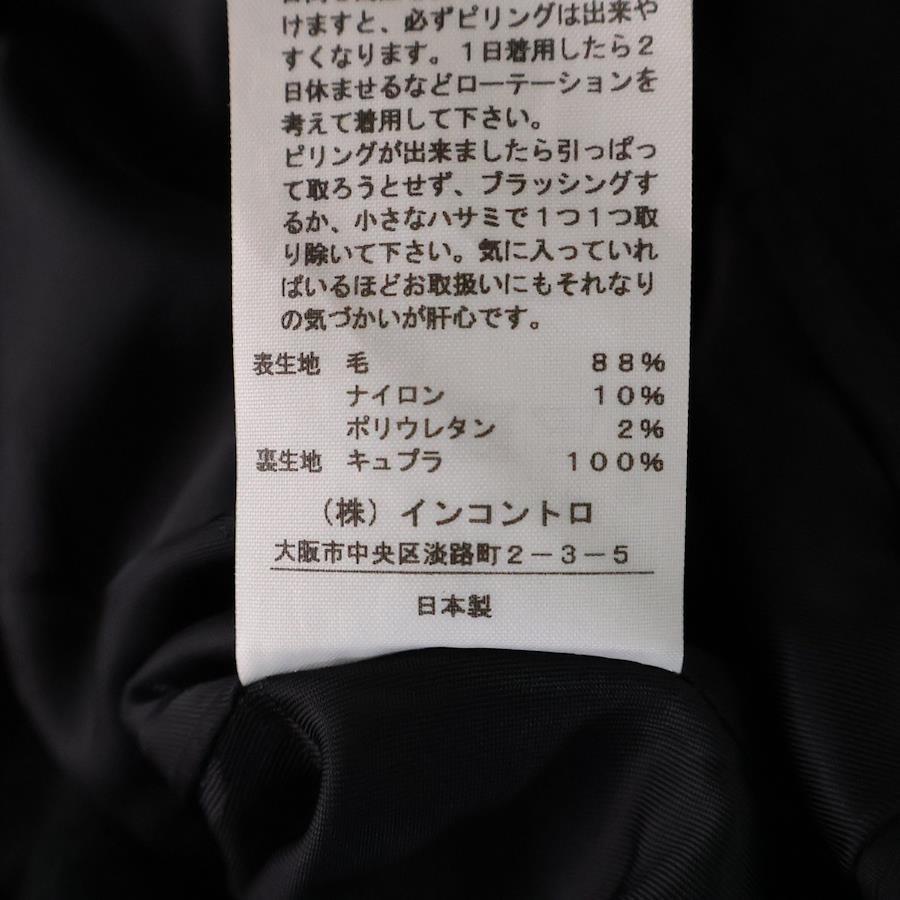 けますと、必ずピリングは出来や
すくなります。1日着用したら2
日休ませるなどローテーションを
考えて着用して下さい。
ピリングが出来ましたら引っぱっ
て取ろうとせず、ブラッシングす
るか、小さなハサミで1つ1つ取
り除いて下さい。気に入っていれ
ばいるほどお取扱いにもそれなり
の気づかいが肝心です。
表生地 毛 88%
ナイロン 10%
ポリウレタン 2%
裏生地 キュプラ 100%
(株)インコントロ
大阪市中央区淡路町2-3-5
日本製